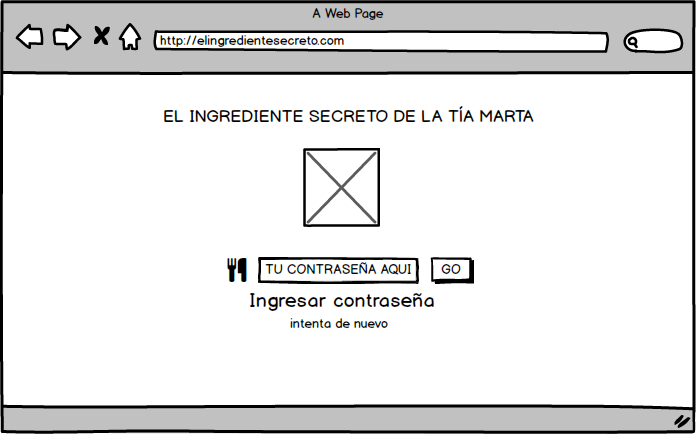 A Web Page
http://elingredientesecreto.com
EL INGREDIENTE SECRETO DE LA TÍA MARTA
TU CONTRASEÑA AQUI
GO
Ingresar contraseña
intenta de nuevo